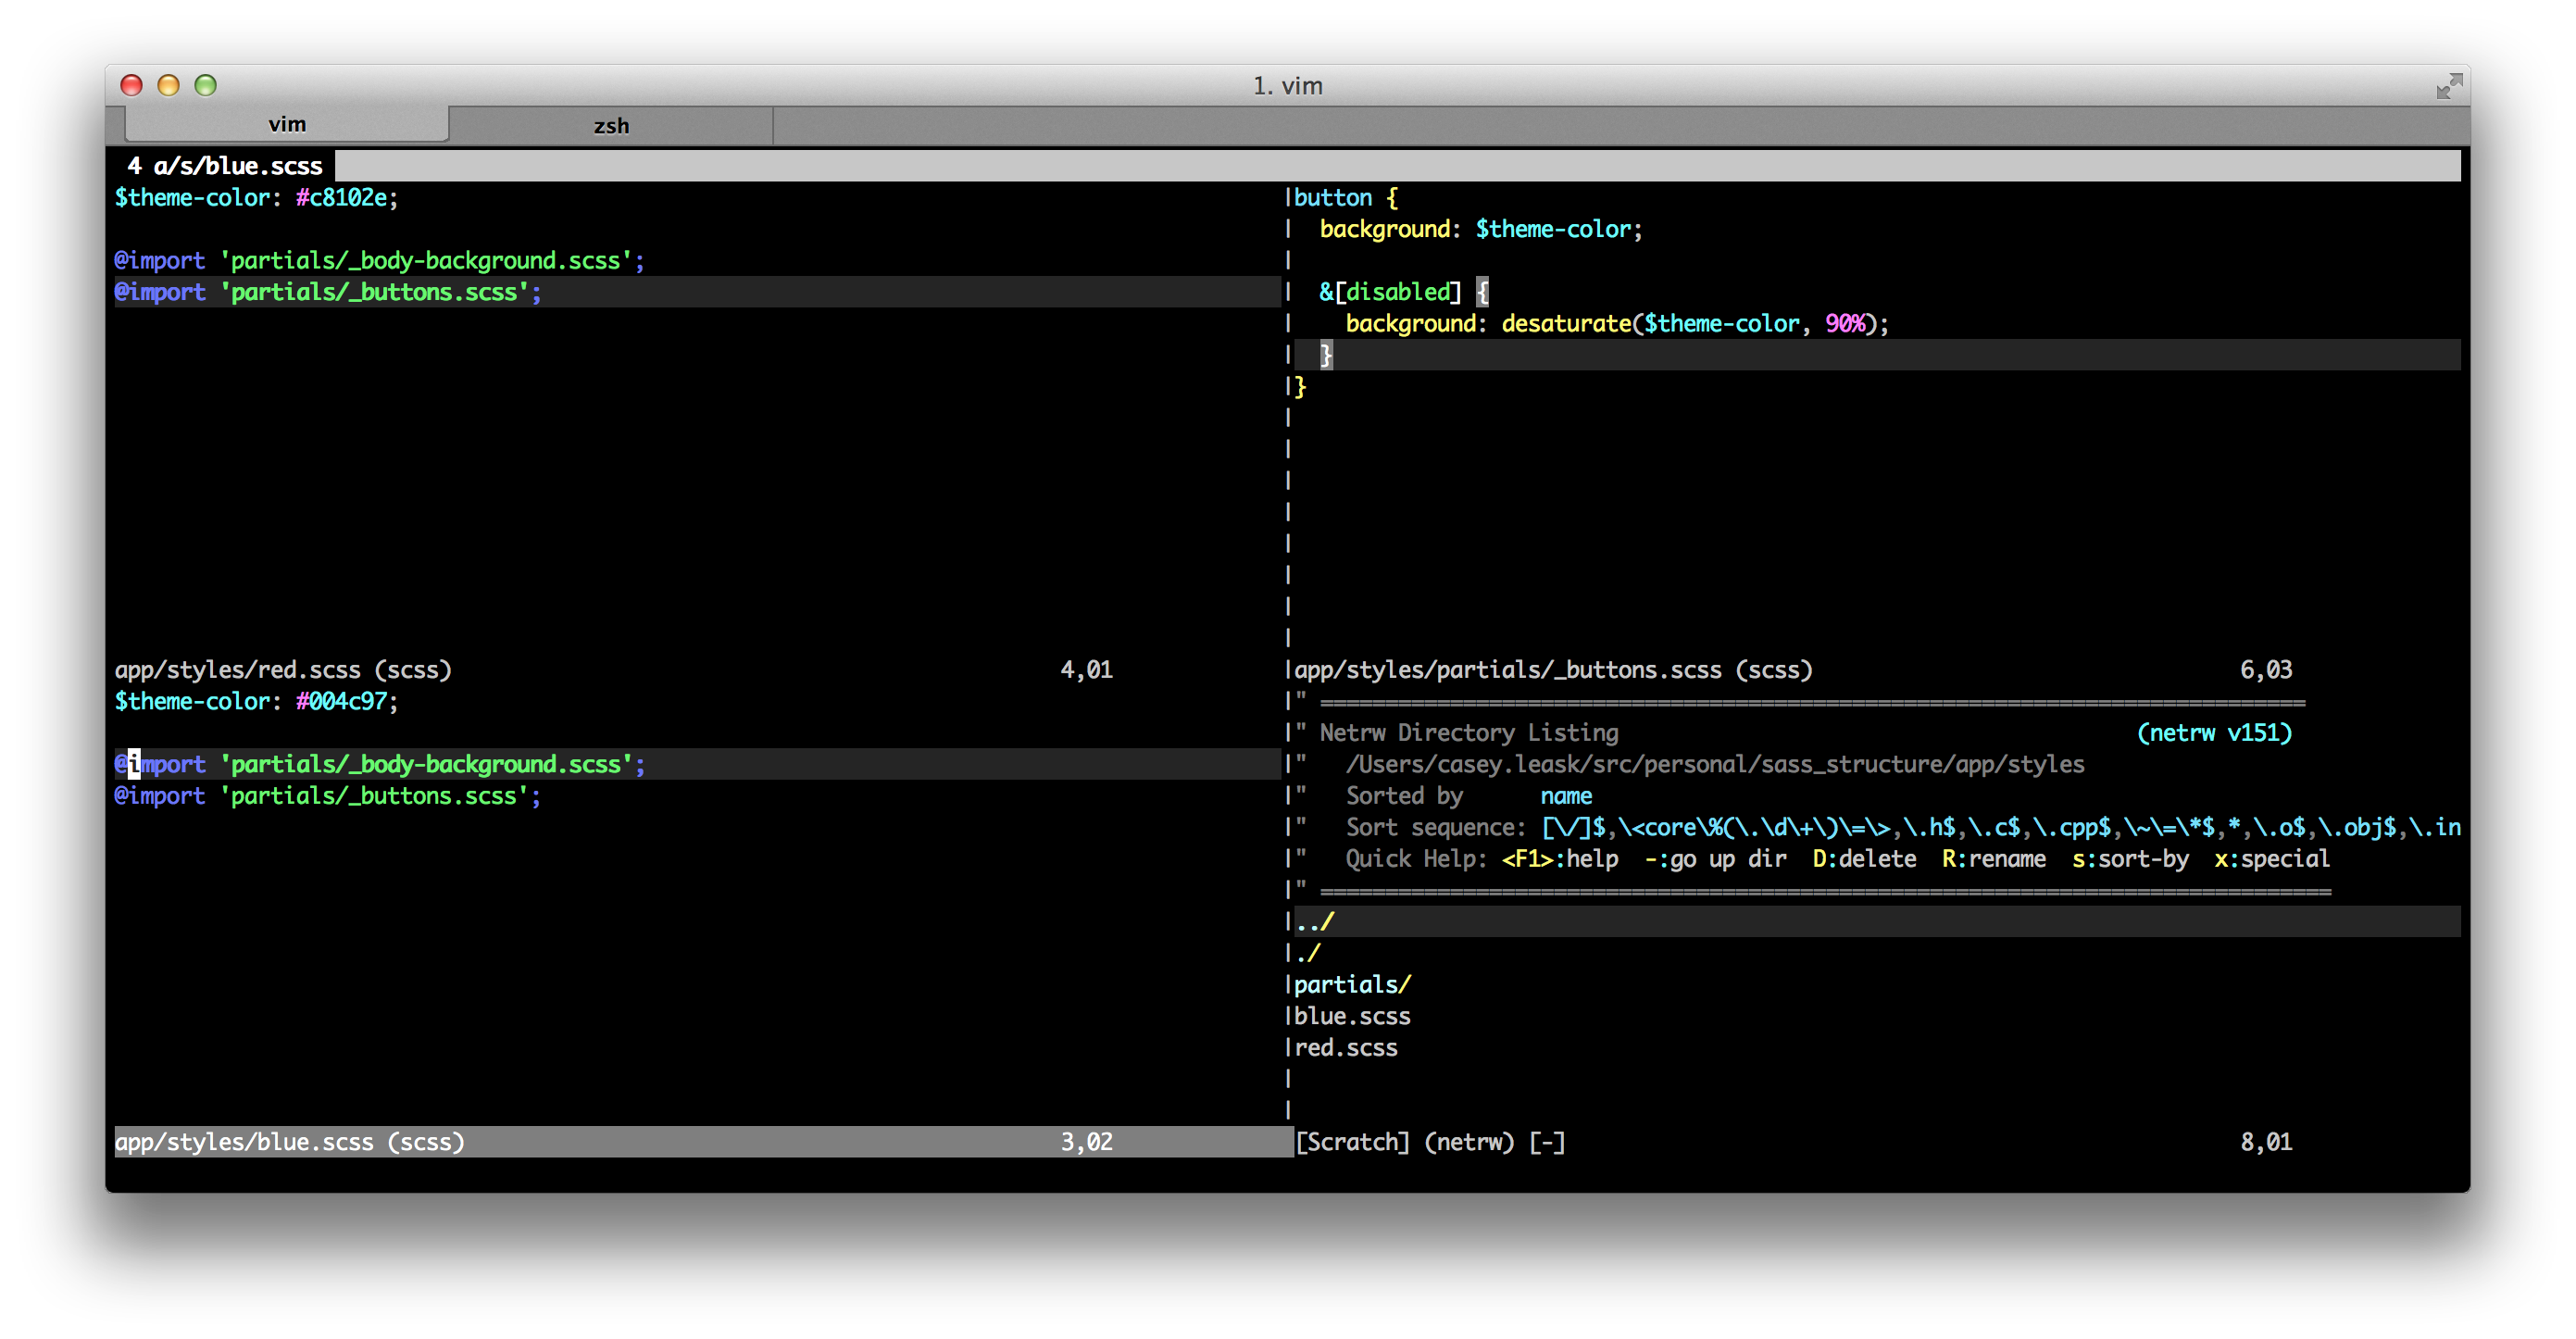 1. vim
vim
zsh
4 a/s/blue.scss
$theme-color: #c8102e;
@import 'partials/_body-background.scss';
@import 'partials/_buttons.scss';
app/styles/red.scss (scss) 4,01
button {
background: $theme-color;
&[disabled] {
background: desaturate($theme-color, 90%);
}
}
app/styles/partials/_buttons.scss (scss) 6,03
$theme-color: #004c97;
@import 'partials/_body-background.scss';
@import 'partials/_buttons.scss';
app/styles/blue.scss (scss) 3,02
" ============================================================================
" Netrw Directory Listing (netrw v151)
" /Users/casey.leask/src/personal/sass_structure/app/styles
" Sorted by name
" Sort sequence: [\/]$,\<core\%(\.\d\+\)\=\>,\.h$,\.c$,\.cpp$,\~\=\*$,*,\.o$,\.obj$,\.in
" Quick Help: <F1>:help -:go up dir D:delete R:rename s:sort-by x:special
" ==============================================================================
../
./
partials/
blue.scss
red.scss
[Scratch] (netrw) [-] 8,01